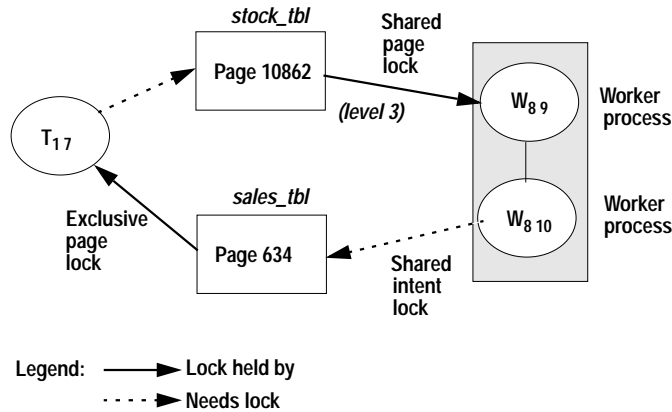 stock_tbl
Page 10862
Shared
page
lock
(level 3)
W8 9
Worker
process
T1 7
Exclusive
page
lock
sales_tbl
Page 634
Shared
intent
lock
W8 10
Worker
process
Legend:
Lock held by
Needs lock